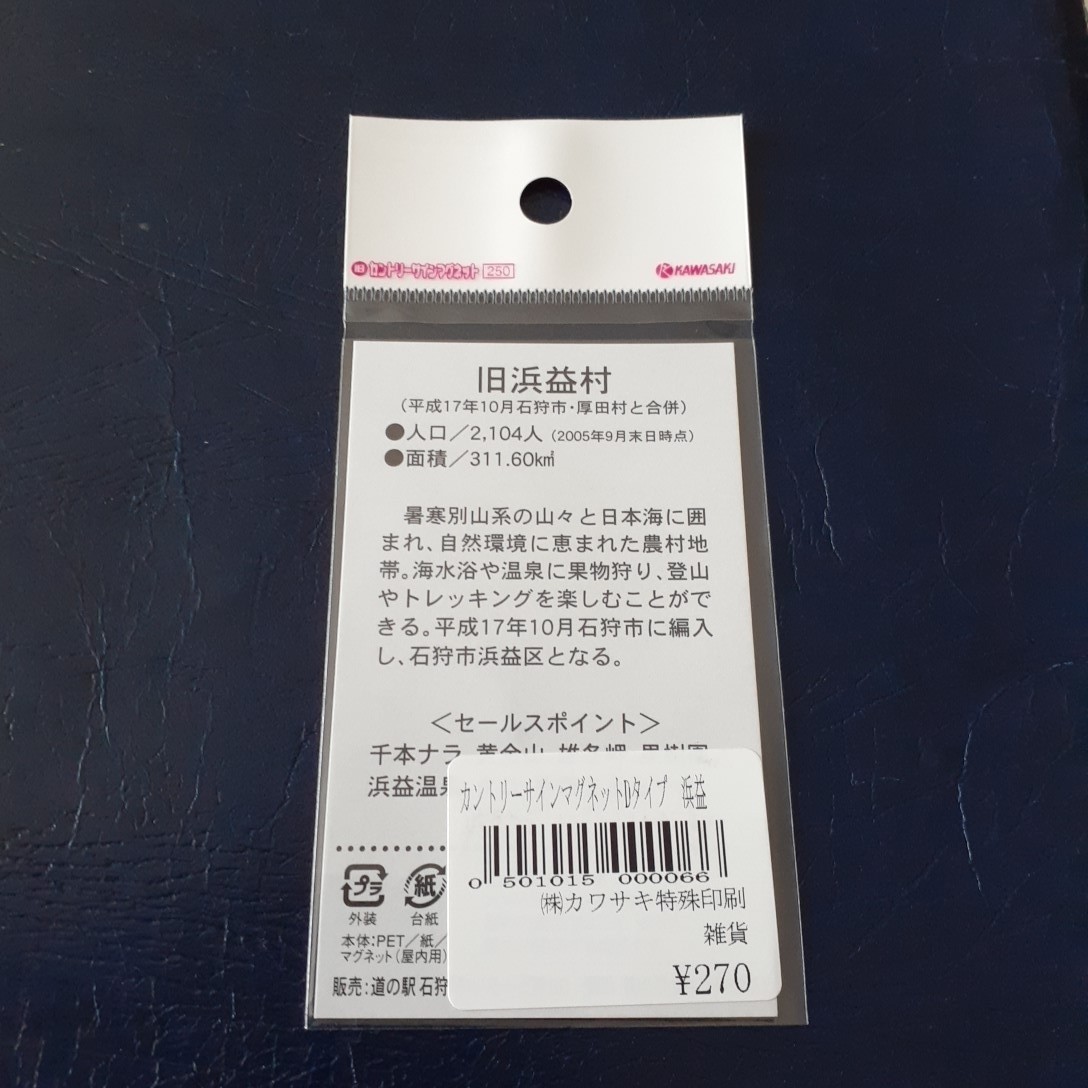 カントリーサインマグネット 250
KAWASAKI
旧浜益村
（平成17年10月石狩市・厚田村と合併）
●人口／2,104人（2005年9月末日時点）
●面積／311.60㎢
暑寒別山系の山々と日本海に囲
まれ、自然環境に恵まれた農村地
帯。海水浴や温泉に果物狩り、登山
やトレッキングを楽しむことがで
きる。平成17年10月石狩市に編入
し、石狩市浜益区となる。
＜セールスポイント＞
千本ナラ
浜益温泉
カントリーサインマグネットDタイプ 浜益
0 501015 000066
㈱カワサキ特殊印刷
雑貨
¥270
プラ 紙
外装 台紙
本体：PET／紙／
マグネット（屋内用）
販売：道の駅 石狩